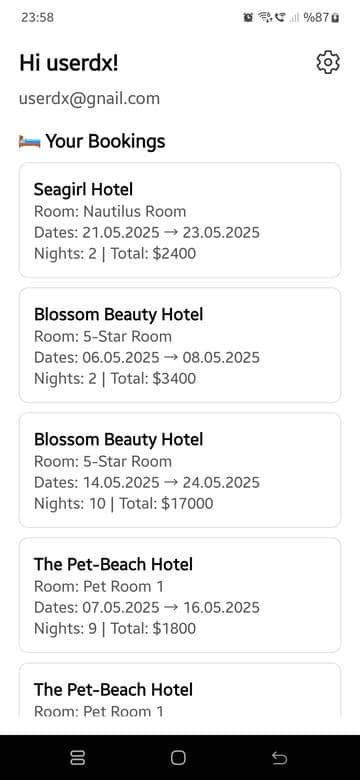 23:58
%87
Hi userdx!
userdx@gnail.com
Your Bookings
Seagirl Hotel
Room: Nautilus Room
Dates: 21.05.2025 → 23.05.2025
Nights: 2 | Total: $2400
Blossom Beauty Hotel
Room: 5-Star Room
Dates: 06.05.2025 → 08.05.2025
Nights: 2 | Total: $3400
Blossom Beauty Hotel
Room: 5-Star Room
Dates: 14.05.2025 → 24.05.2025
Nights: 10 | Total: $17000
The Pet-Beach Hotel
Room: Pet Room 1
Dates: 07.05.2025 → 16.05.2025
Nights: 9 | Total: $1800
The Pet-Beach Hotel
Room: Pet Room 1